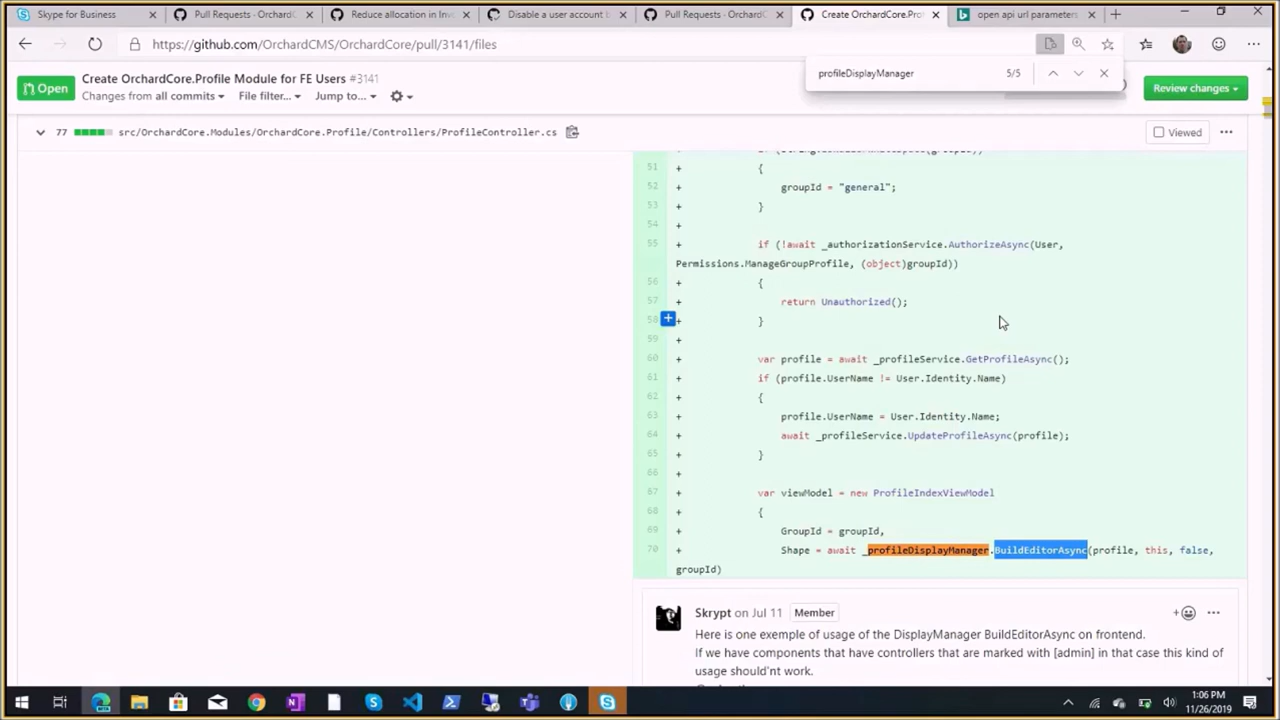 Skype for Business
Pull Requests · OrchardC
Reduce allocation in Invo
Disable a user account b
Pull Requests · OrchardC
Create OrchardCore.Pro
open api url parameters
https://github.com/OrchardCMS/OrchardCore/pull/3141/files
profileDisplayManager 5/5
Open
Create OrchardCore.Profile Module for FE Users #3141
Changes from all commits File filter... Jump to...
Review changes
77 src/OrchardCore.Modules/OrchardCore.Profile/Controllers/ProfileController.cs
Viewed
51 + {
52 + groupId = "general";
53 + }
54 +
55 + if (!await _authorizationService.AuthorizeAsync(User,
Permissions.ManageGroupProfile, (object)groupId))
56 + {
57 + return Unauthorized();
58 + }
59 +
60 + var profile = await _profileService.GetProfileAsync();
61 + if (profile.UserName != User.Identity.Name)
62 + {
63 + profile.UserName = User.Identity.Name;
64 + await _profileService.UpdateProfileAsync(profile);
65 + }
66 +
67 + var viewModel = new ProfileIndexViewModel
68 + {
69 + GroupId = groupId,
70 + Shape = await _profileDisplayManager.BuildEditorAsync(profile, this, false,
groupId)
Skrypt on Jul 11 Member
Here is one exemple of usage of the DisplayManager BuildEditorAsync on frontend.
If we have components that have controllers that are marked with [admin] in that case this kind of
usage should'nt work.
1:06 PM
11/26/2019